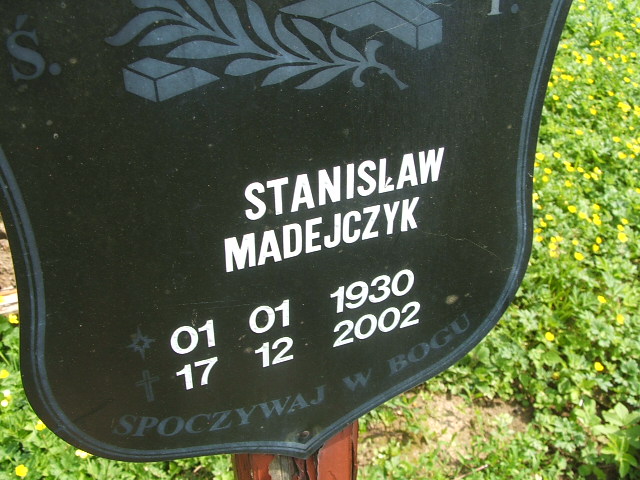 Ś. P.
STANISŁAW
MADEJCZYK
01 01 1930
17 12 2002
SPOCZYWAJ W BOGU